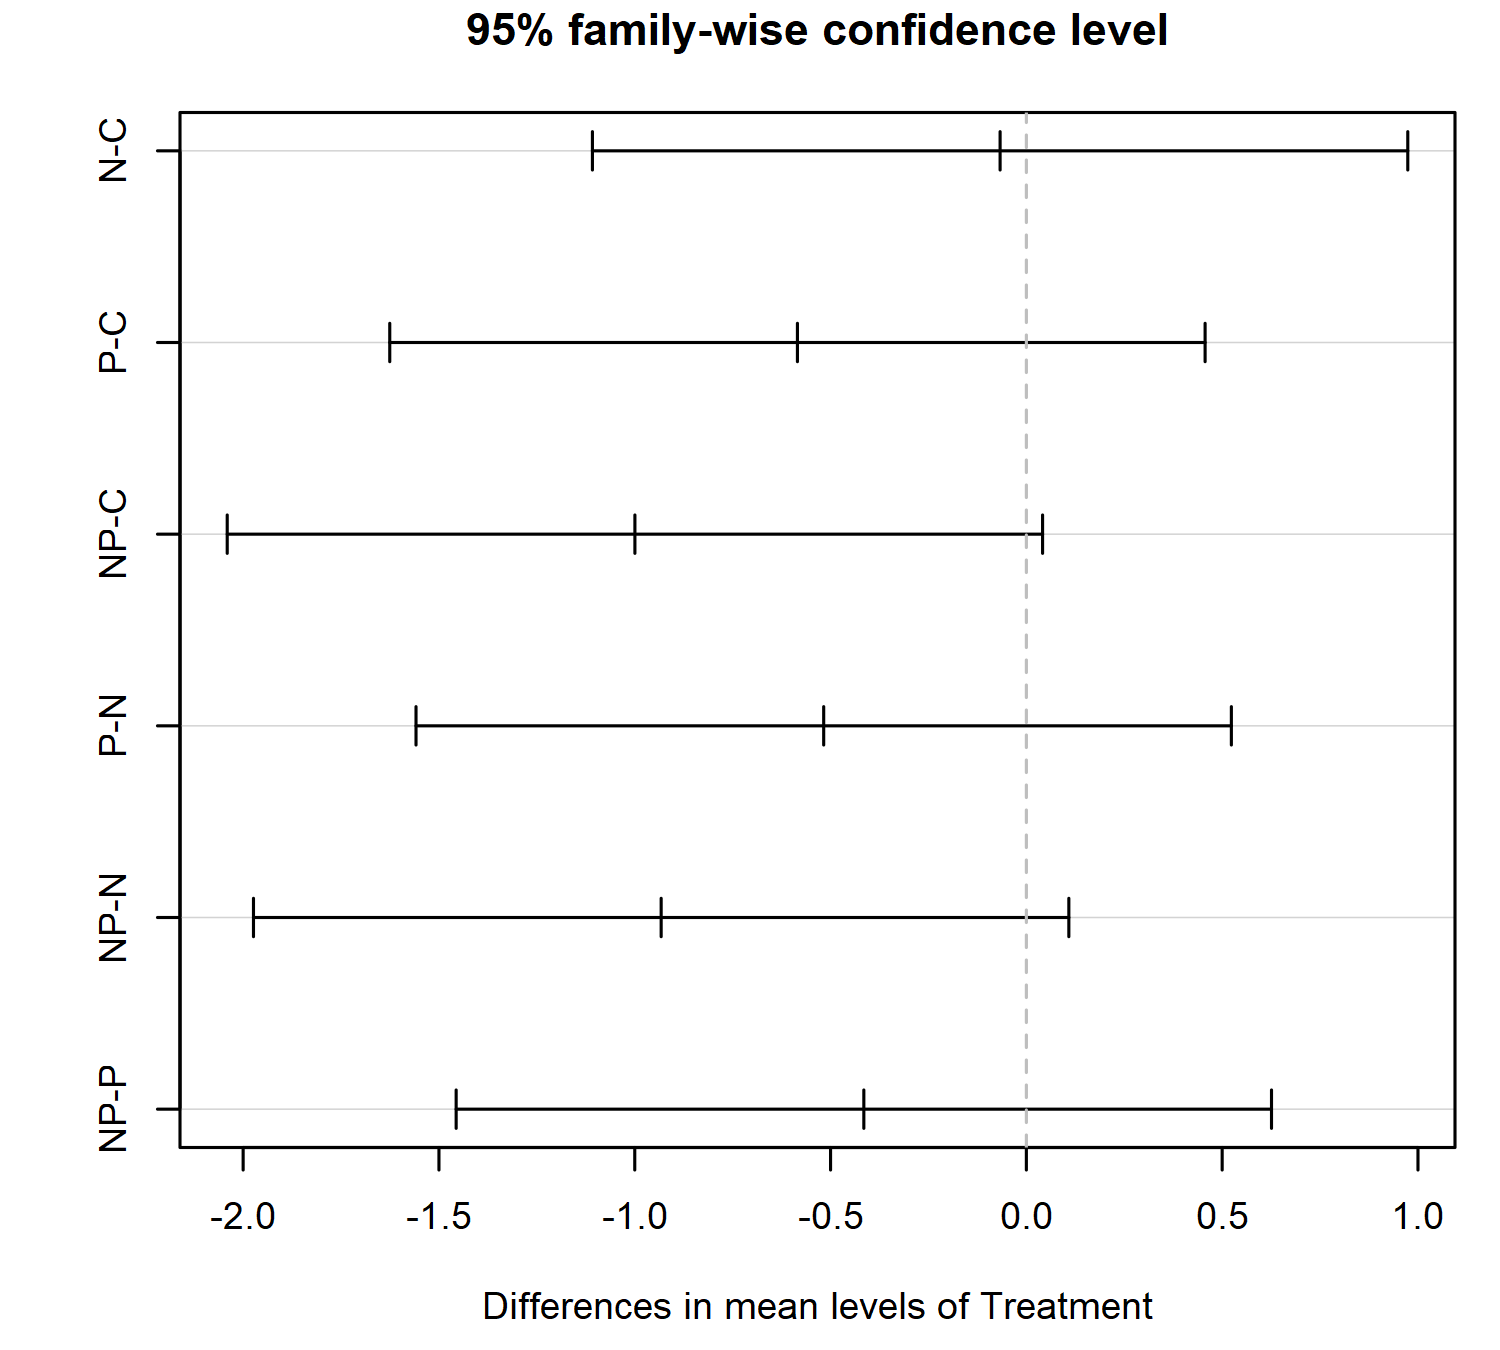 95% family-wise confidence level
N-C
P-C
NP-C
P-N
NP-N
NP-P
-2.0 -1.5 -1.0 -0.5 0.0 0.5 1.0
Differences in mean levels of Treatment